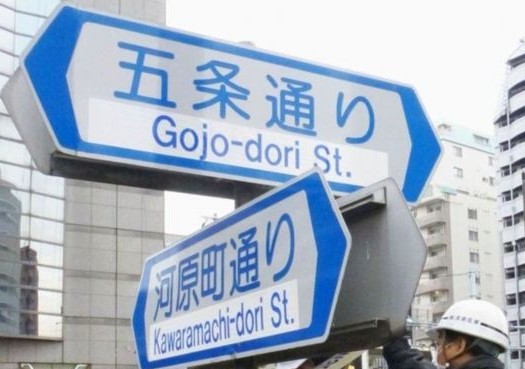 五条通り
Gojo-dori St.
河原町通り
Kawaramachi-dori St.